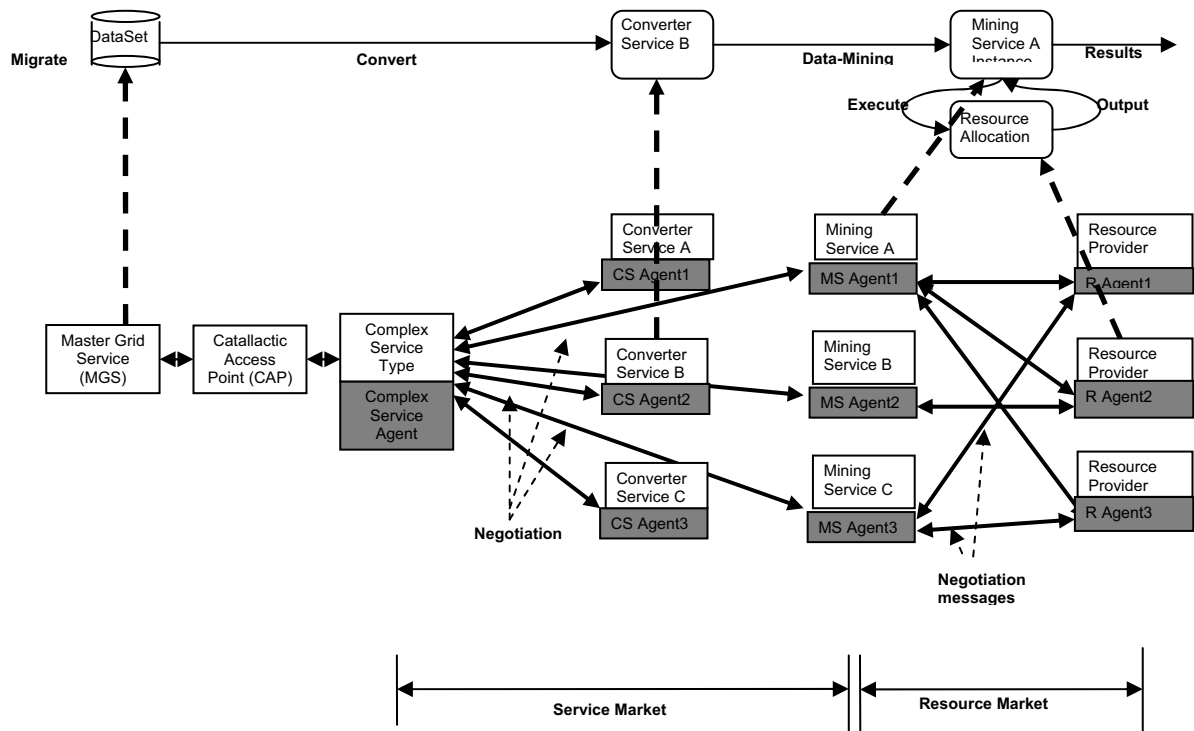 DataSet
Converter
Service B
Mining
Service A
Instance
Migrate
Convert
Data-Mining
Results
Execute
Output
Resource
Allocation
Converter
Service A
CS Agent1
Mining
Service A
MS Agent1
Resource
Provider
R Agent1
Master Grid
Service
(MGS)
Catallactic
Access
Point (CAP)
Complex
Service
Type
Complex
Service
Agent
Converter
Service B
CS Agent2
Mining
Service B
MS Agent2
Resource
Provider
R Agent2
Converter
Service C
CS Agent3
Mining
Service C
MS Agent3
Resource
Provider
R Agent3
Negotiation
Negotiation
messages
Service Market
Resource Market